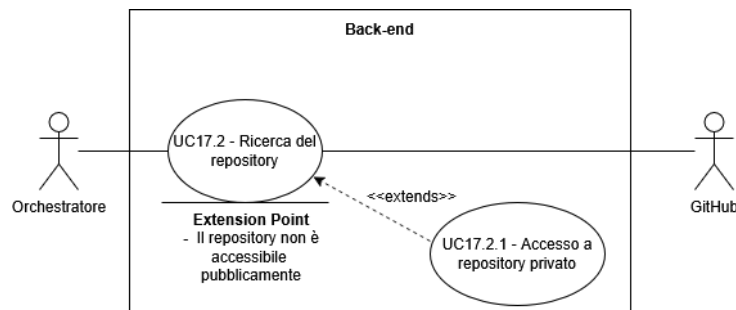 Back-end
UC17.2 - Ricerca del
repository
<<extends>>
Orchestratore
GitHub
Extension Point
- Il repository non è
accessibile
pubblicamente
UC17.2.1 - Accesso a
repository privato